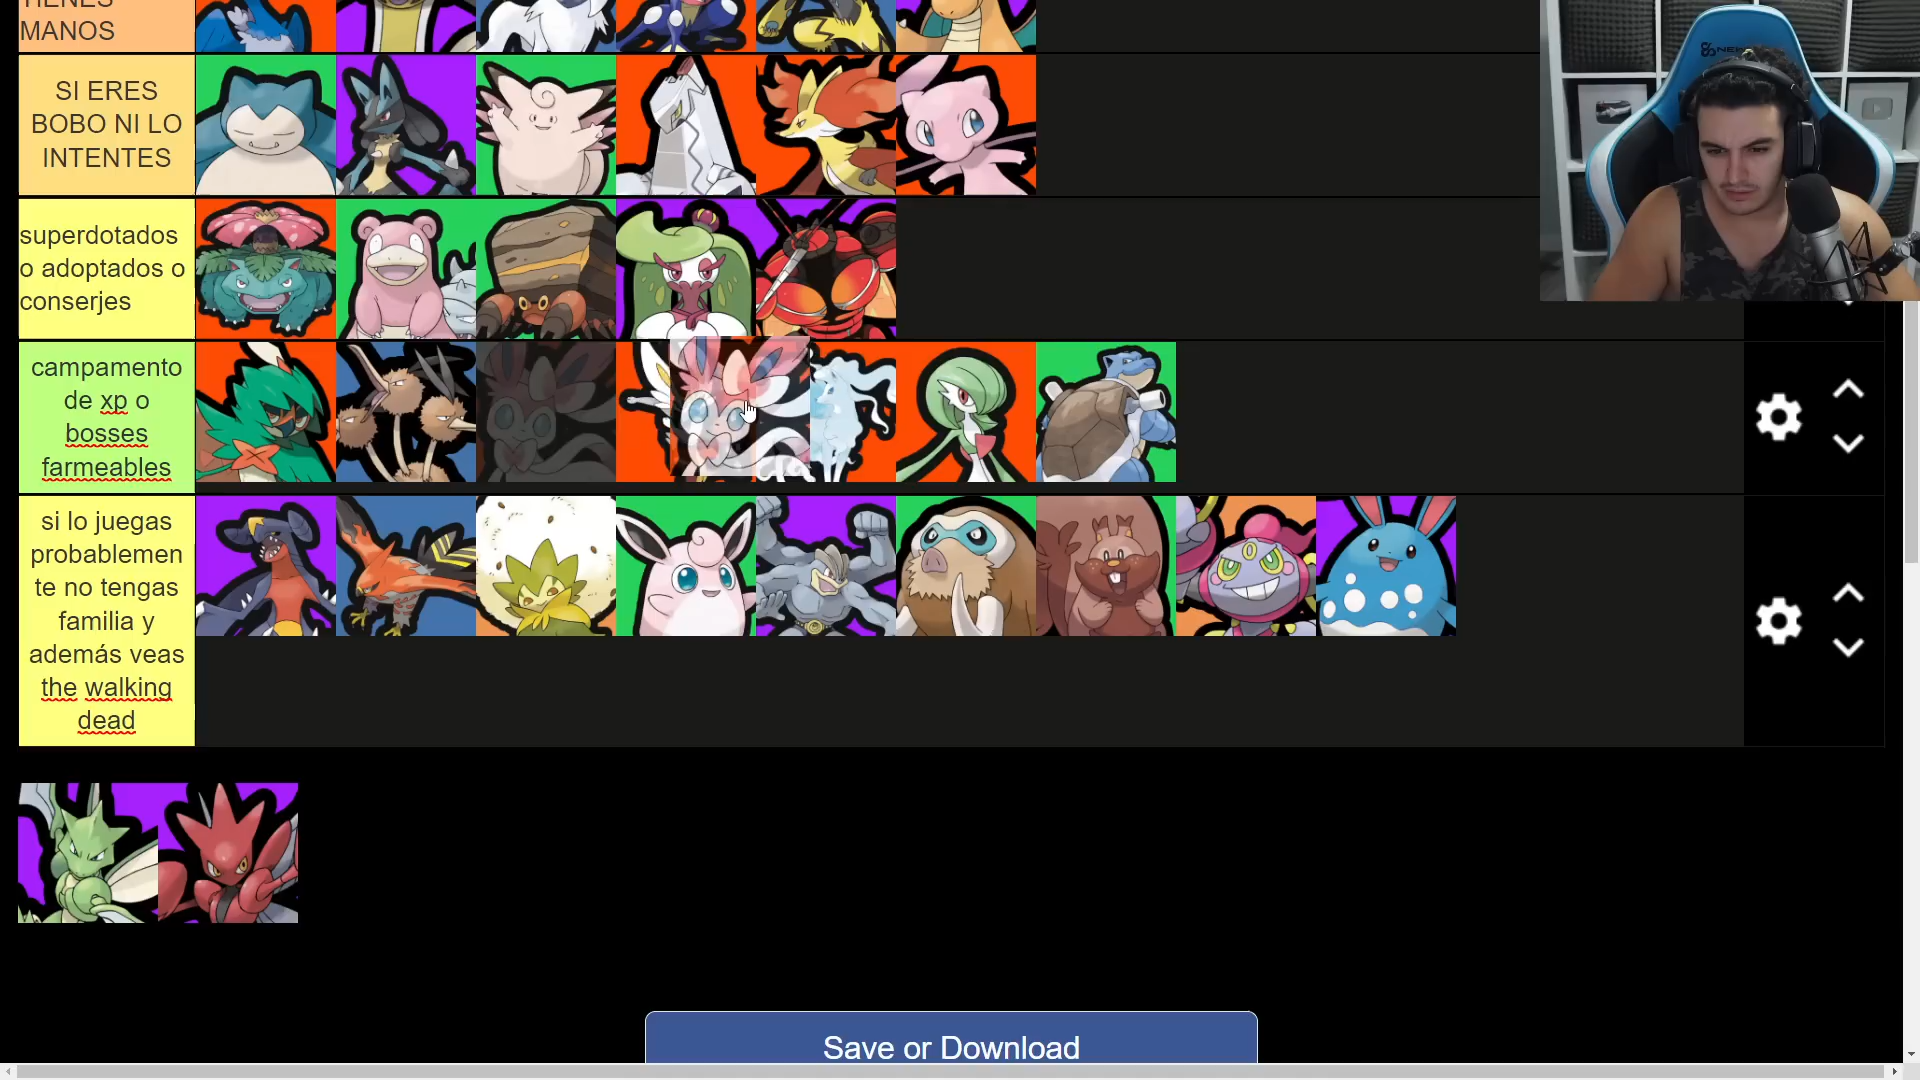 TIENES
MANOS
SI ERES
BOBO NI LO
INTENTES
superdotados
o adoptados o
conserjes
campamento
de xp o
bosses
farmeables
si lo juegas
probablemen
te no tengas
familia y
además veas
the walking
dead
Save or Download